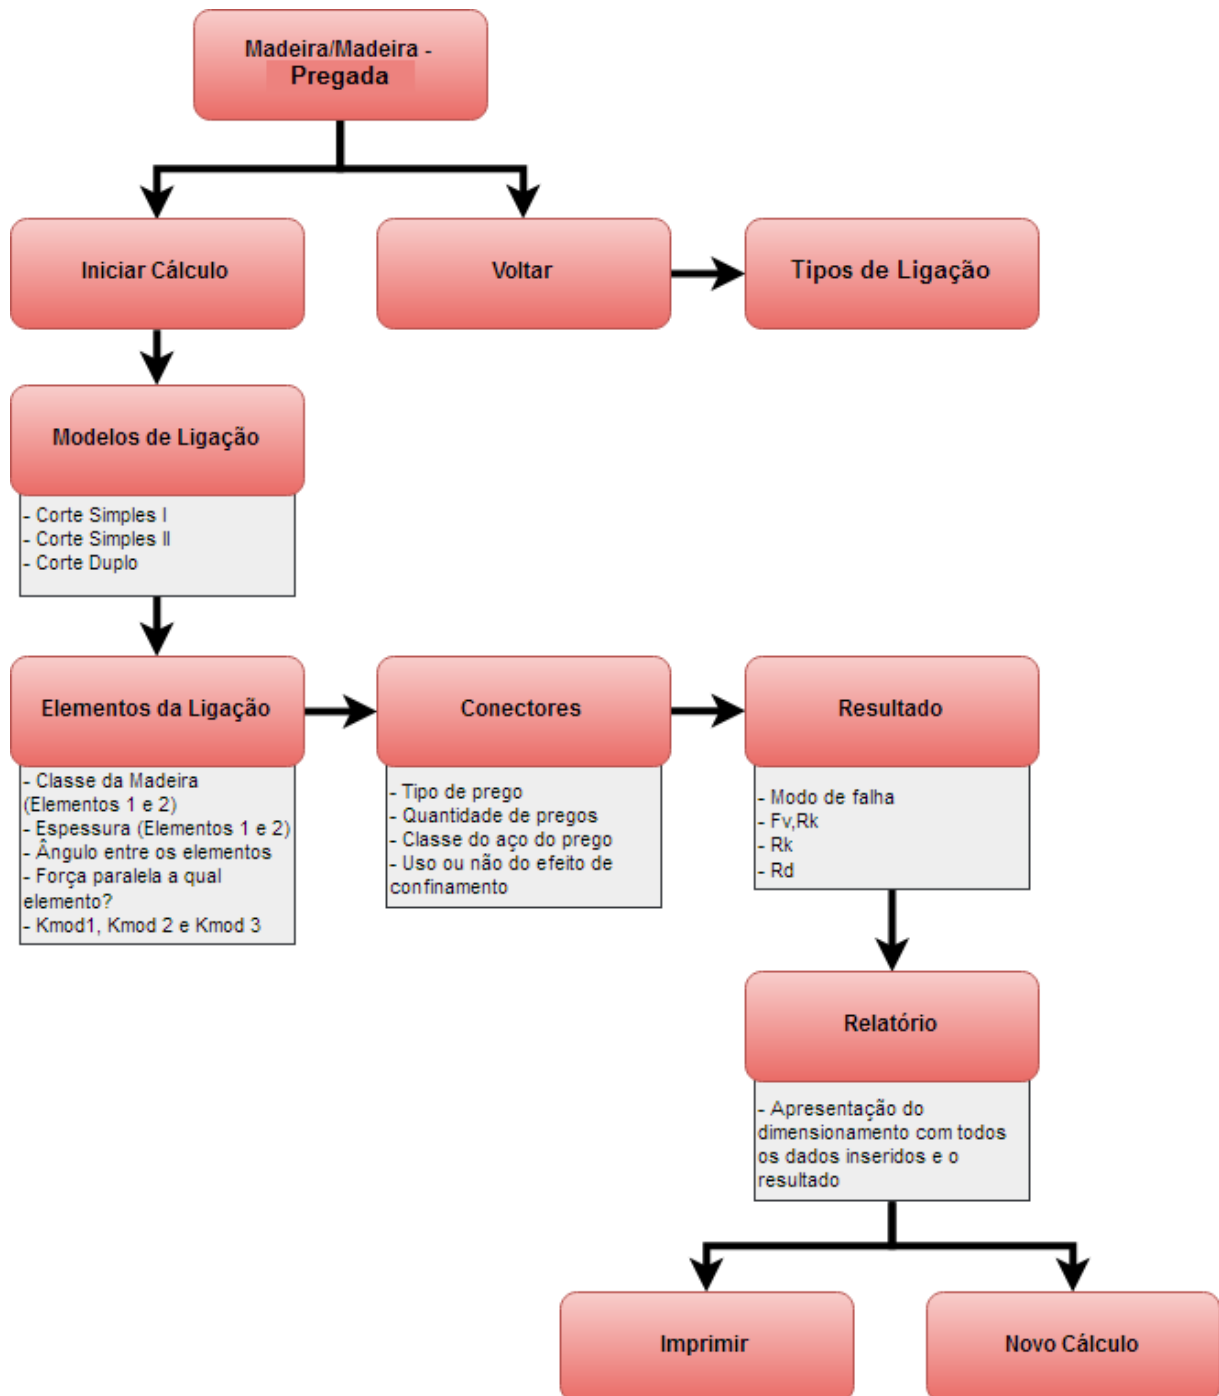 Madeira/Madeira -
Pregada
Iniciar Cálculo
Voltar
Tipos de Ligação
Modelos de Ligação
- Corte Simples I
- Corte Simples II
- Corte Duplo
Elementos da Ligação
- Classe da Madeira
(Elementos 1 e 2)
- Espessura (Elementos 1 e 2)
- Ângulo entre os elementos
- Força paralela a qual
elemento?
- Kmod1, Kmod 2 e Kmod 3
Conectores
- Tipo de prego
- Quantidade de pregos
- Classe do aço do prego
- Uso ou não do efeito de
confinamento
Resultado
- Modo de falha
- Fv,Rk
- Rk
- Rd
Relatório
- Apresentação do
dimensionamento com todos
os dados inseridos e o
resultado
Imprimir
Novo Cálculo